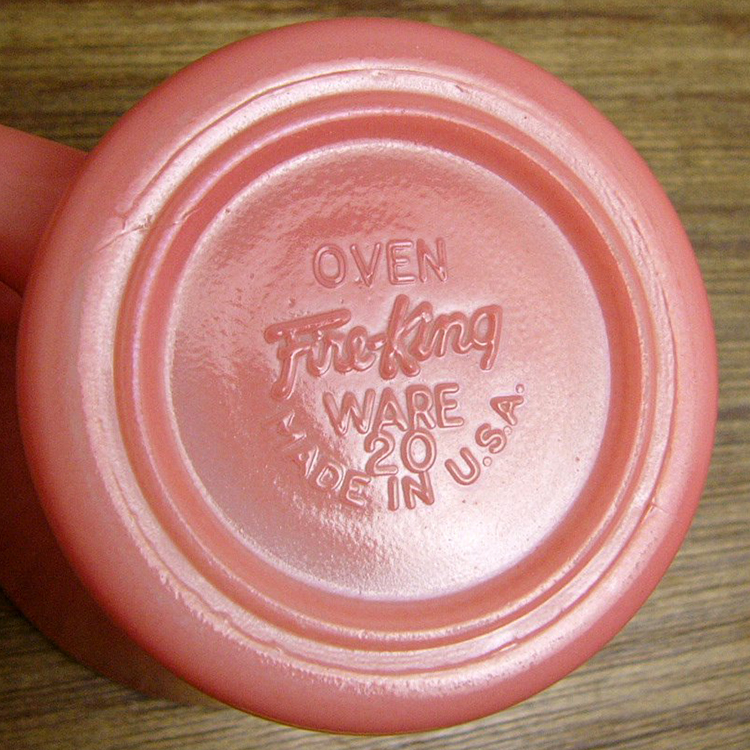 OVEN
Fire-King
WARE
20
MADE IN U.S.A.